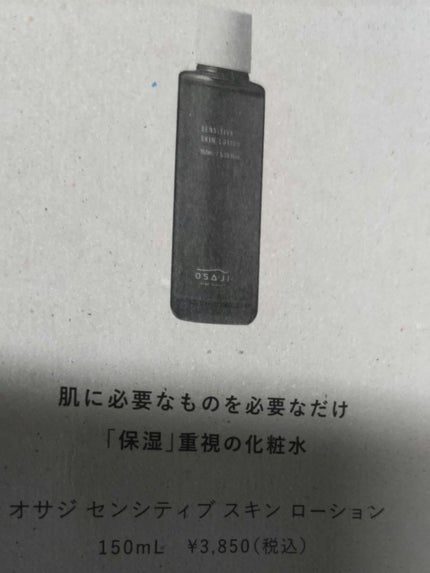 SENSITIVE
SKIN LOTION
OSAJI
肌に必要なものを必要なだけ
「保湿」重視の化粧水
オサジ センシティブ スキン ローション
150mL ¥3,850(税込)